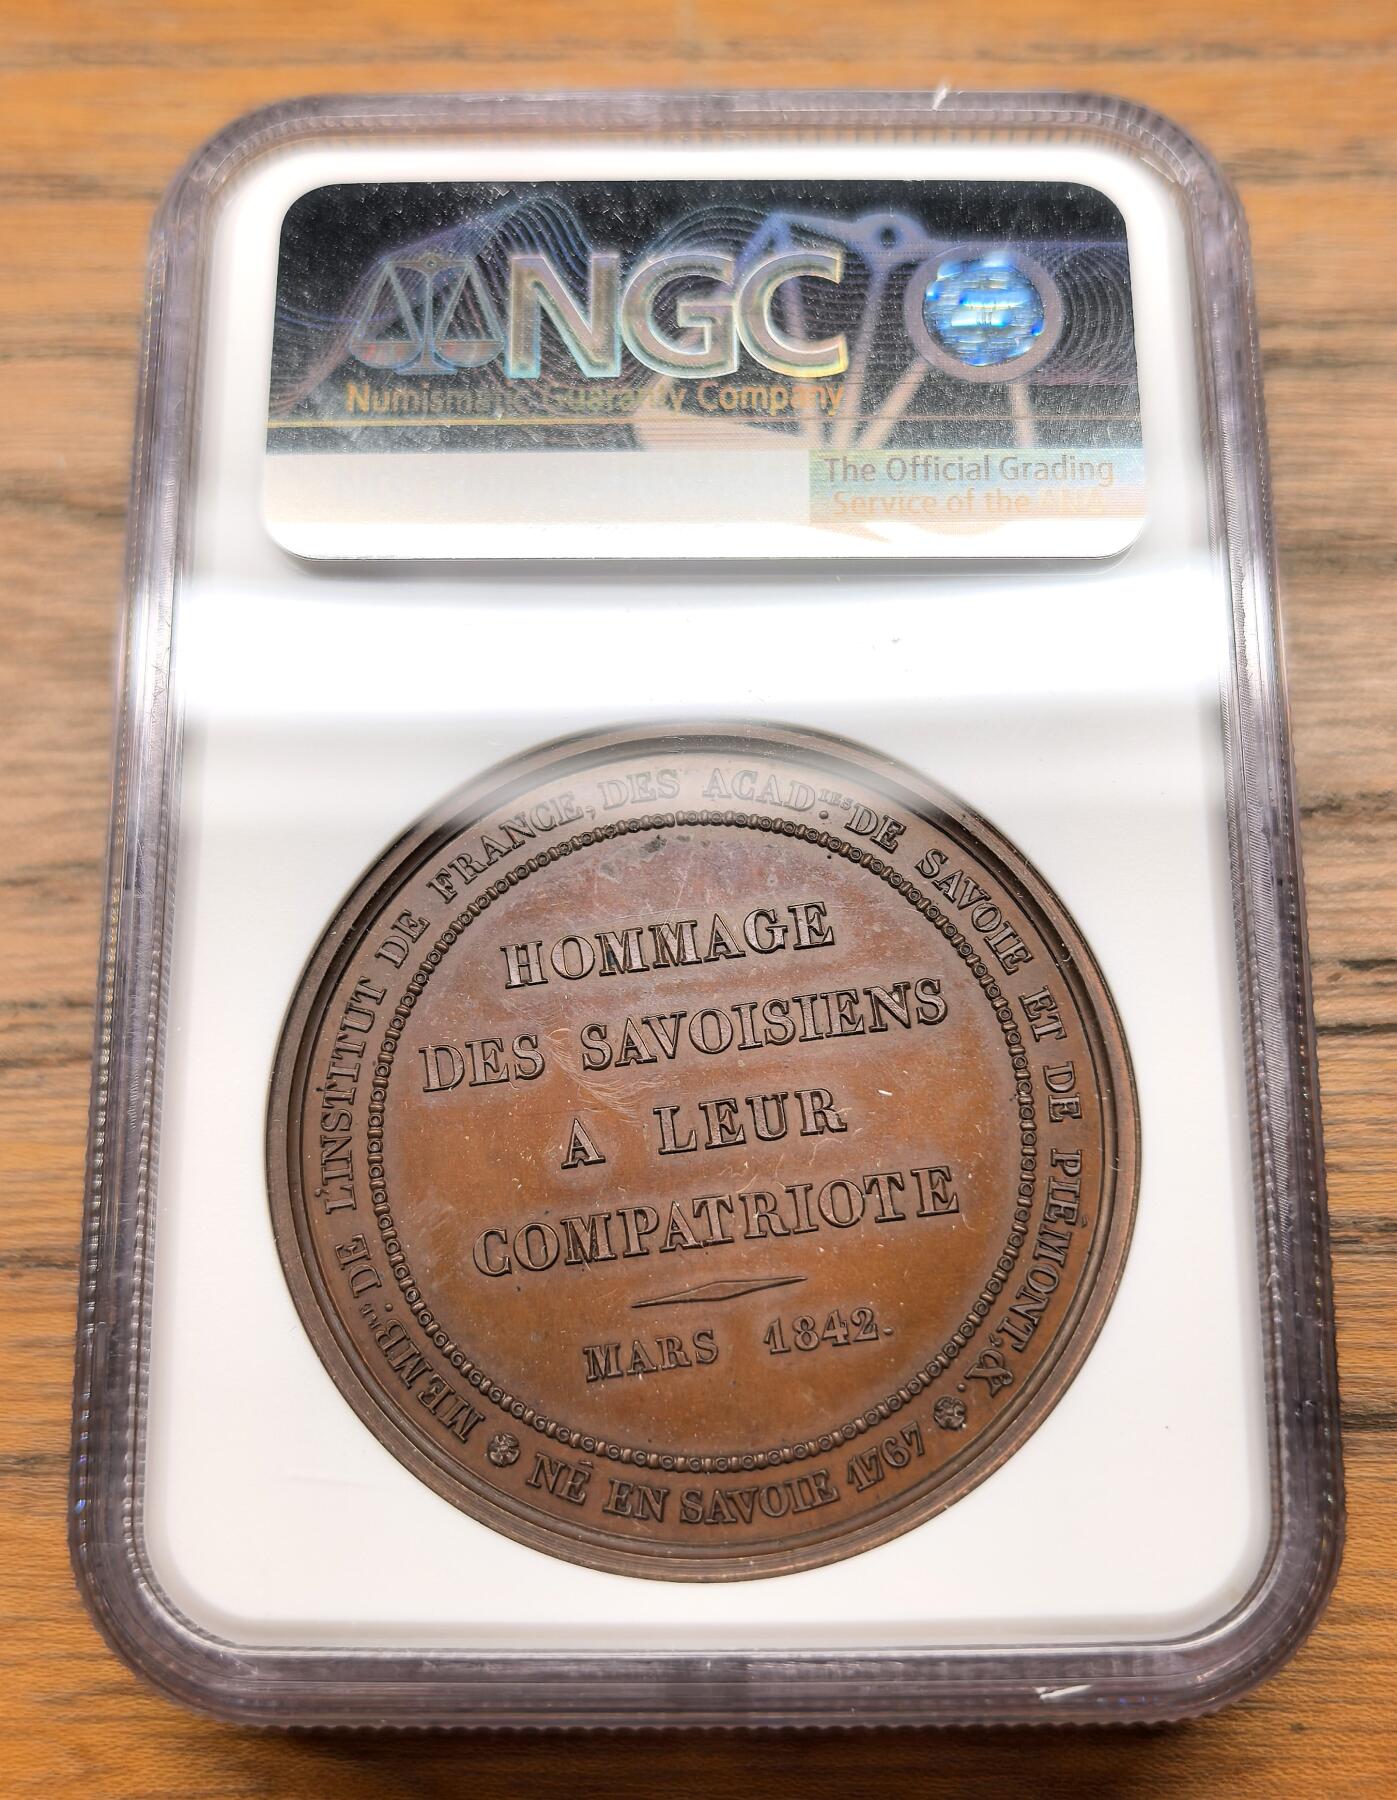 NGC
Numismatic Guaranty Company
The Official Grading
Service of the ANA
MEMB.ʳᵉ DE L'INSTITUT DE FRANCE, DES ACAD.ᴵᴱˢ DE SAVOIE ET DE PIÉMONT, &.
HOMMAGE
DES SAVOISIENS
A LEUR
COMPATRIOTE
MARS 1842.
NÉ EN SAVOIE 1767